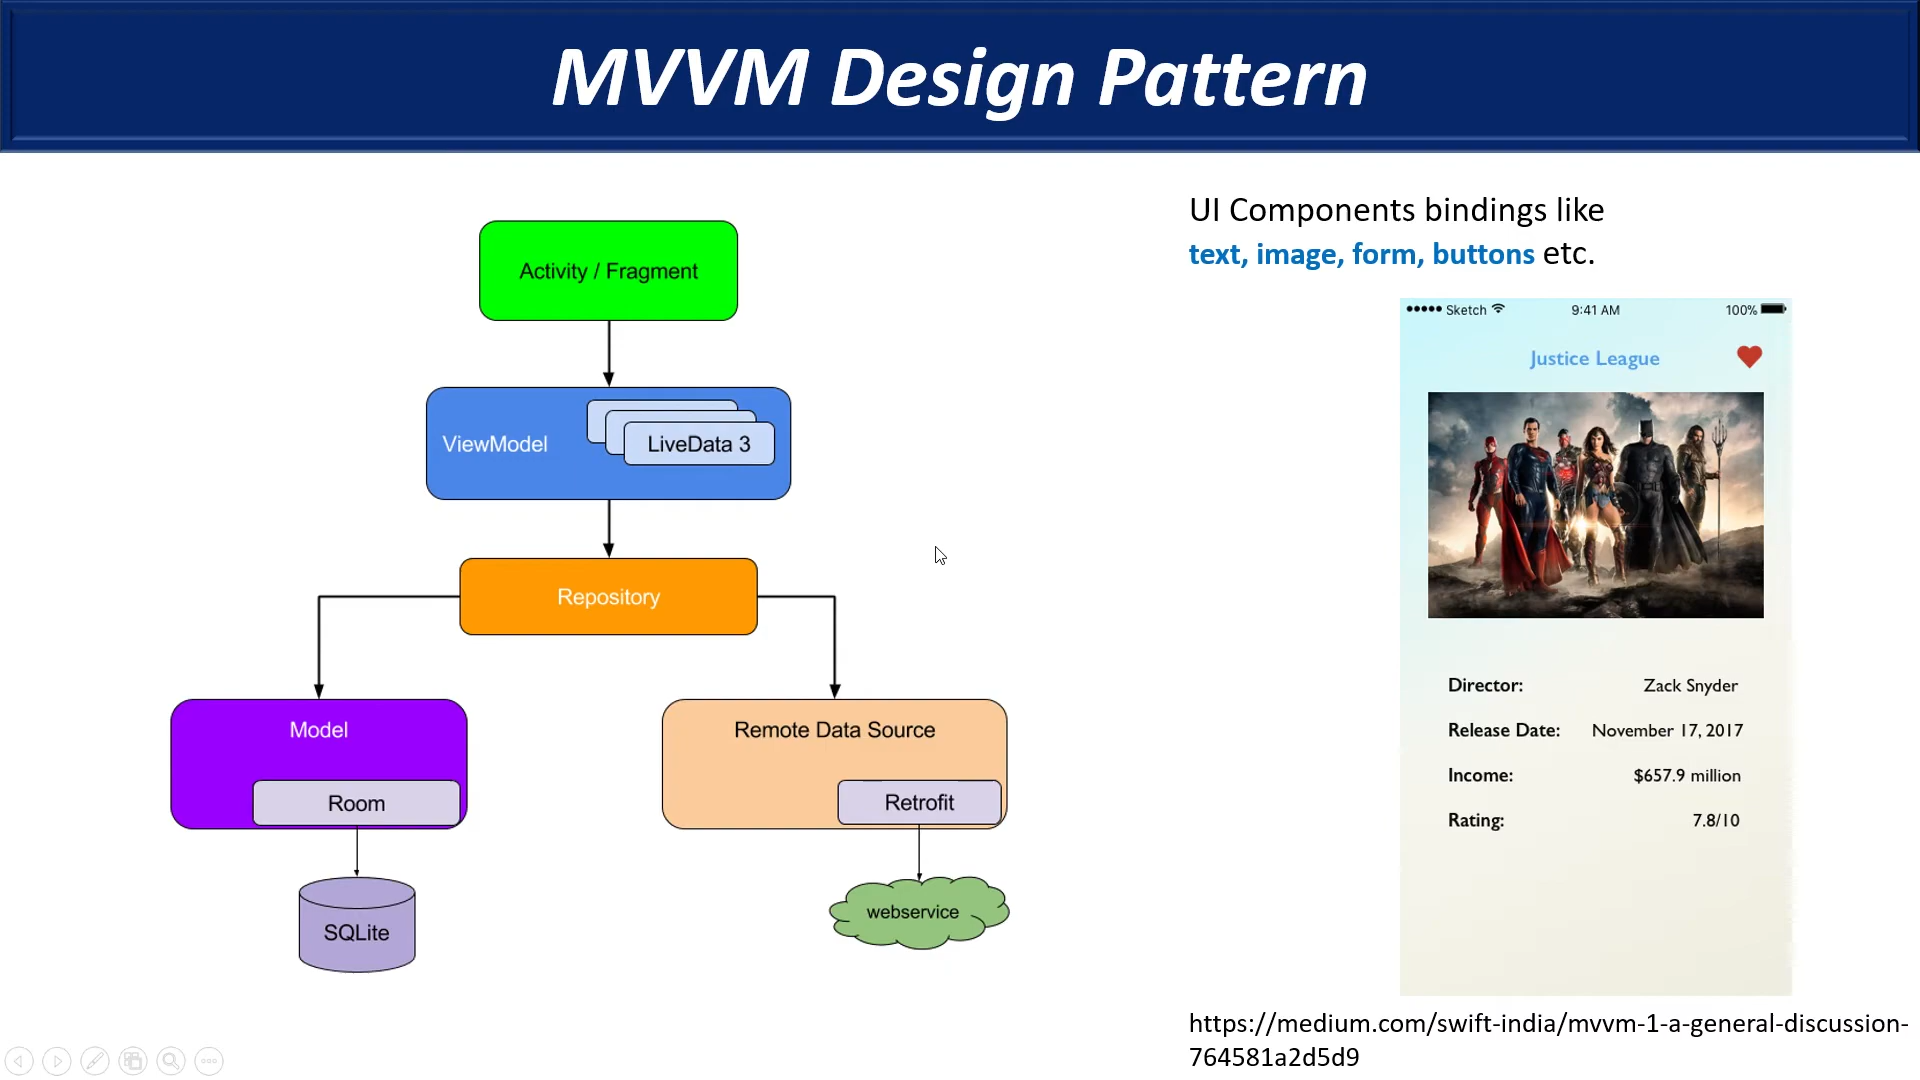 MVVM Design Pattern
Activity / Fragment
ViewModel
LiveData 3
Repository
Model
Room
SQLite
Remote Data Source
Retrofit
webservice
UI Components bindings like
text, image, form, buttons etc.
Sketch 9:41 AM 100%
Justice League
Director: Zack Snyder
Release Date: November 17, 2017
Income: $657.9 million
Rating: 7.8/10
https://medium.com/swift-india/mvvm-1-a-general-discussion-
764581a2d5d9